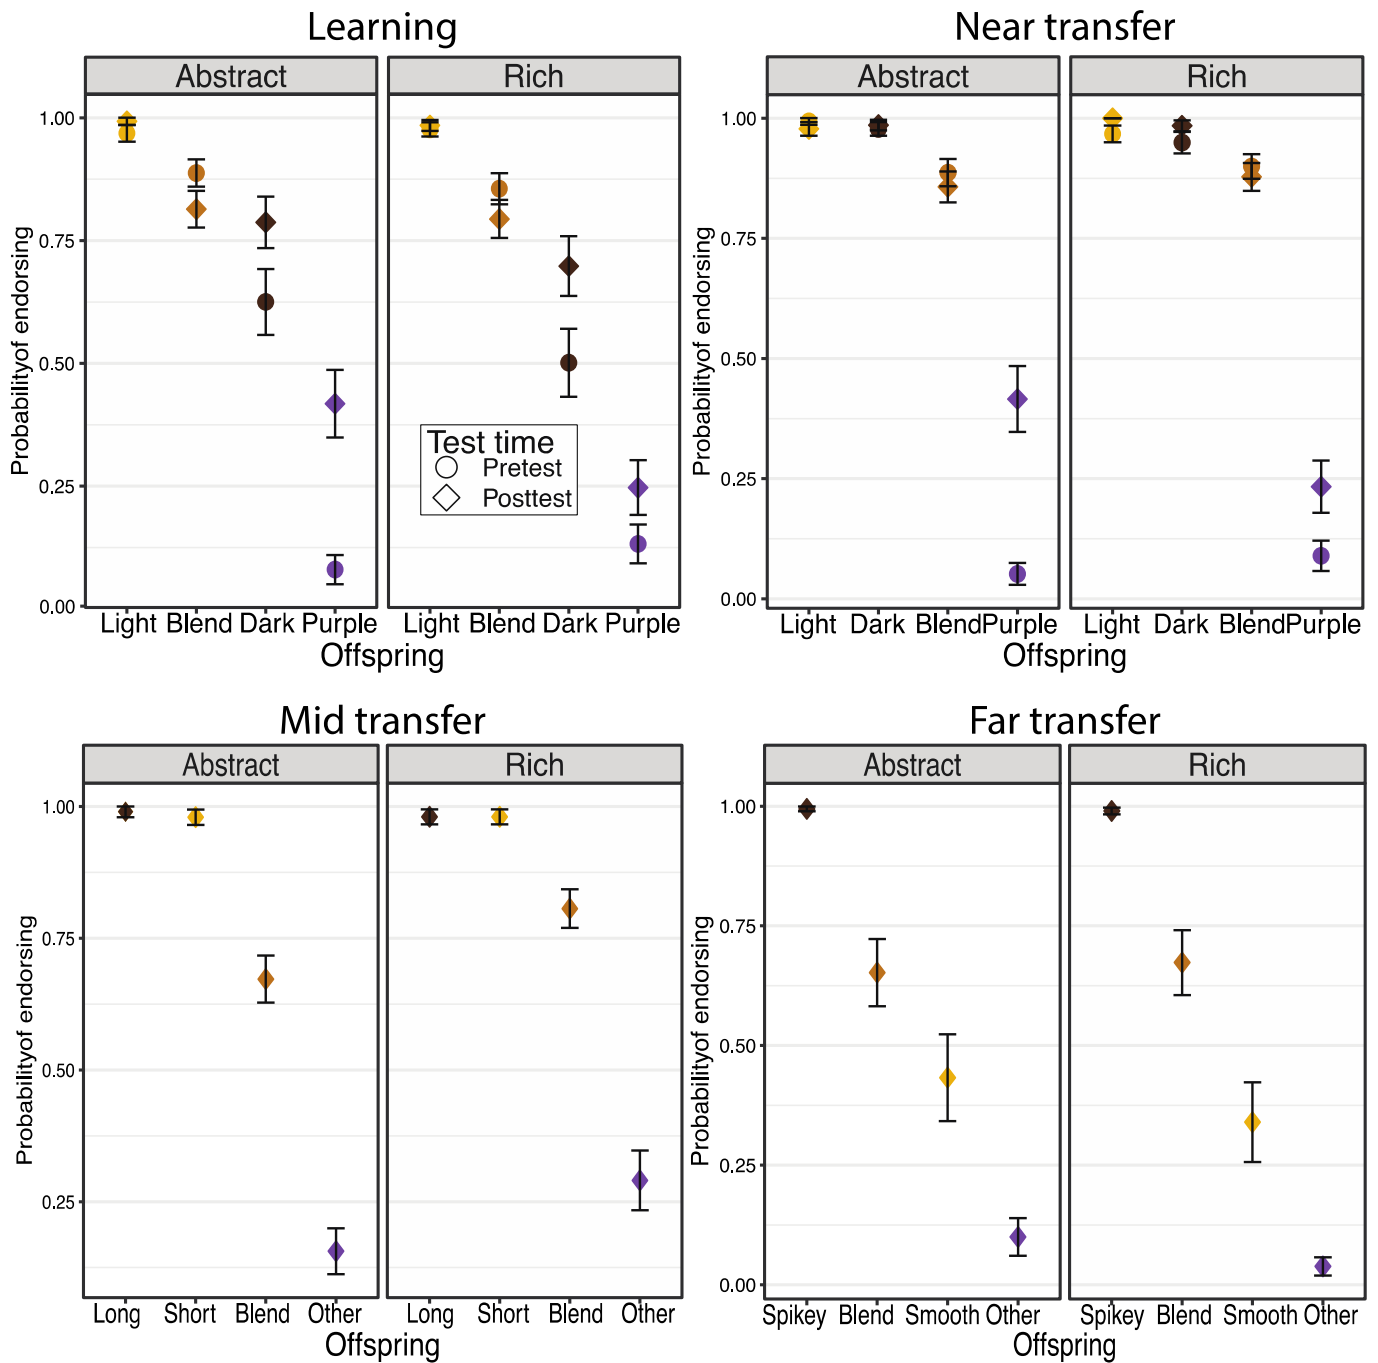 Learning
Abstract Rich
Probabilityof endorsing
1.00
0.75
0.50
0.25
0.00
Test time
Pretest
Posttest
Light Blend Dark Purple
Light Blend Dark Purple
Offspring
Near transfer
Abstract Rich
Probabilityof endorsing
1.00
0.75
0.50
0.25
0.00
Light Dark Blend Purple
Light Dark Blend Purple
Offspring
Mid transfer
Abstract Rich
Probabilityof endorsing
1.00
0.75
0.50
0.25
Long Short Blend Other
Long Short Blend Other
Offspring
Far transfer
Abstract Rich
Probabilityof endorsing
1.00
0.75
0.50
0.25
0.00
Spikey Blend Smooth Other
Spikey Blend Smooth Other
Offspring